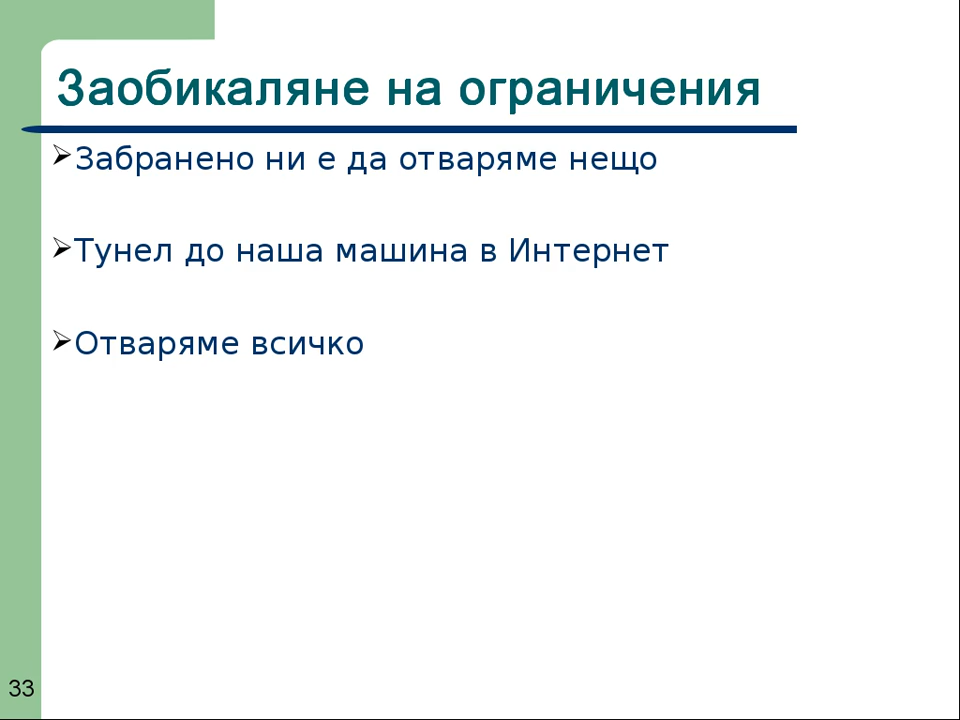 Заобикаляне на ограничения
Забранено ни е да отваряме нещо
Тунел до наша машина в Интернет
Отваряме всичко
33